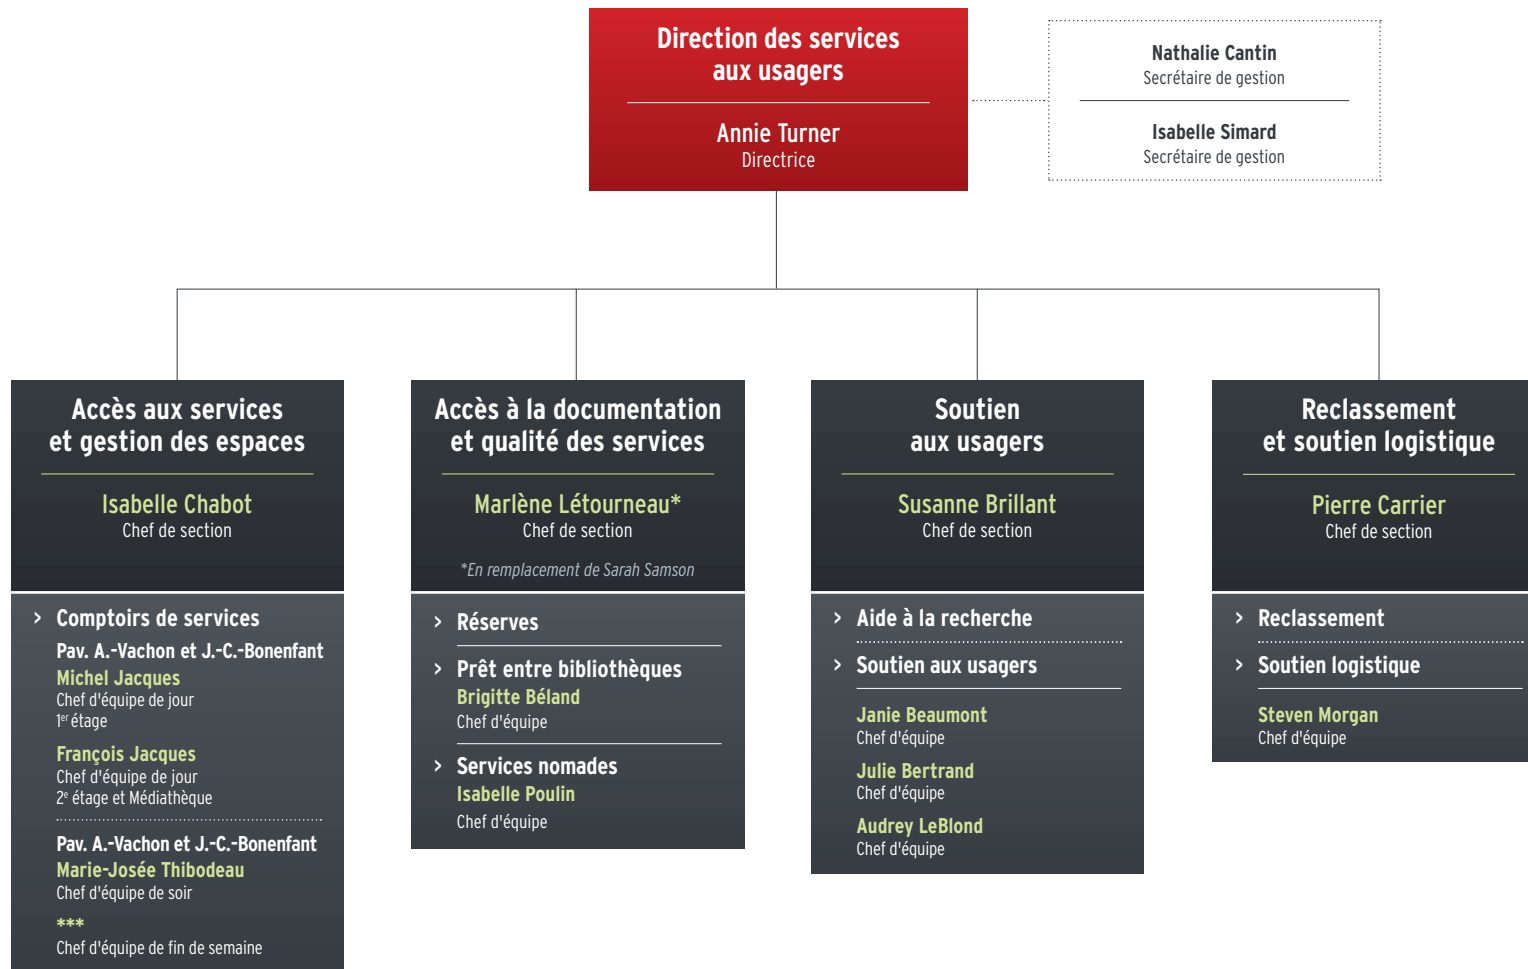 Direction des services
aux usagers
Annie Turner
Directrice
Nathalie Cantin
Secrétaire de gestion
Isabelle Simard
Secrétaire de gestion
Accès aux services
et gestion des espaces
Isabelle Chabot
Chef de section
> Comptoirs de services
Pav. A.-Vachon et J.-C.-Bonenfant
Michel Jacques
Chef d'équipe de jour
1er étage
François Jacques
Chef d'équipe de jour
2e étage et Médiathèque
Pav. A.-Vachon et J.-C.-Bonenfant
Marie-Josée Thibodeau
Chef d'équipe de soir
***
Chef d'équipe de fin de semaine
Accès à la documentation
et qualité des services
Marlène Létourneau*
Chef de section
*En remplacement de Sarah Samson
> Réserves
> Prêt entre bibliothèques
Brigitte Béland
Chef d'équipe
> Services nomades
Isabelle Poulin
Chef d'équipe
Soutien
aux usagers
Susanne Brillant
Chef de section
> Aide à la recherche
> Soutien aux usagers
Janie Beaumont
Chef d'équipe
Julie Bertrand
Chef d'équipe
Audrey LeBlond
Chef d'équipe
Reclassement
et soutien logistique
Pierre Carrier
Chef de section
> Reclassement
> Soutien logistique
Steven Morgan
Chef d'équipe